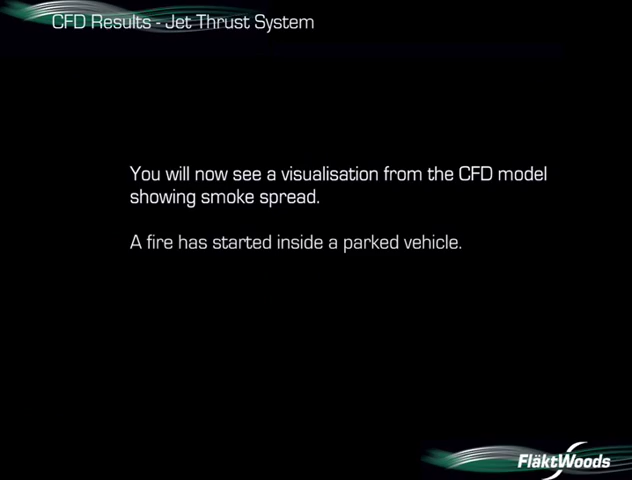 CFD Results - Jet Thrust System
You will now see a visualisation from the CFD model
showing smoke spread.
A fire has started inside a parked vehicle.
FläktWoods